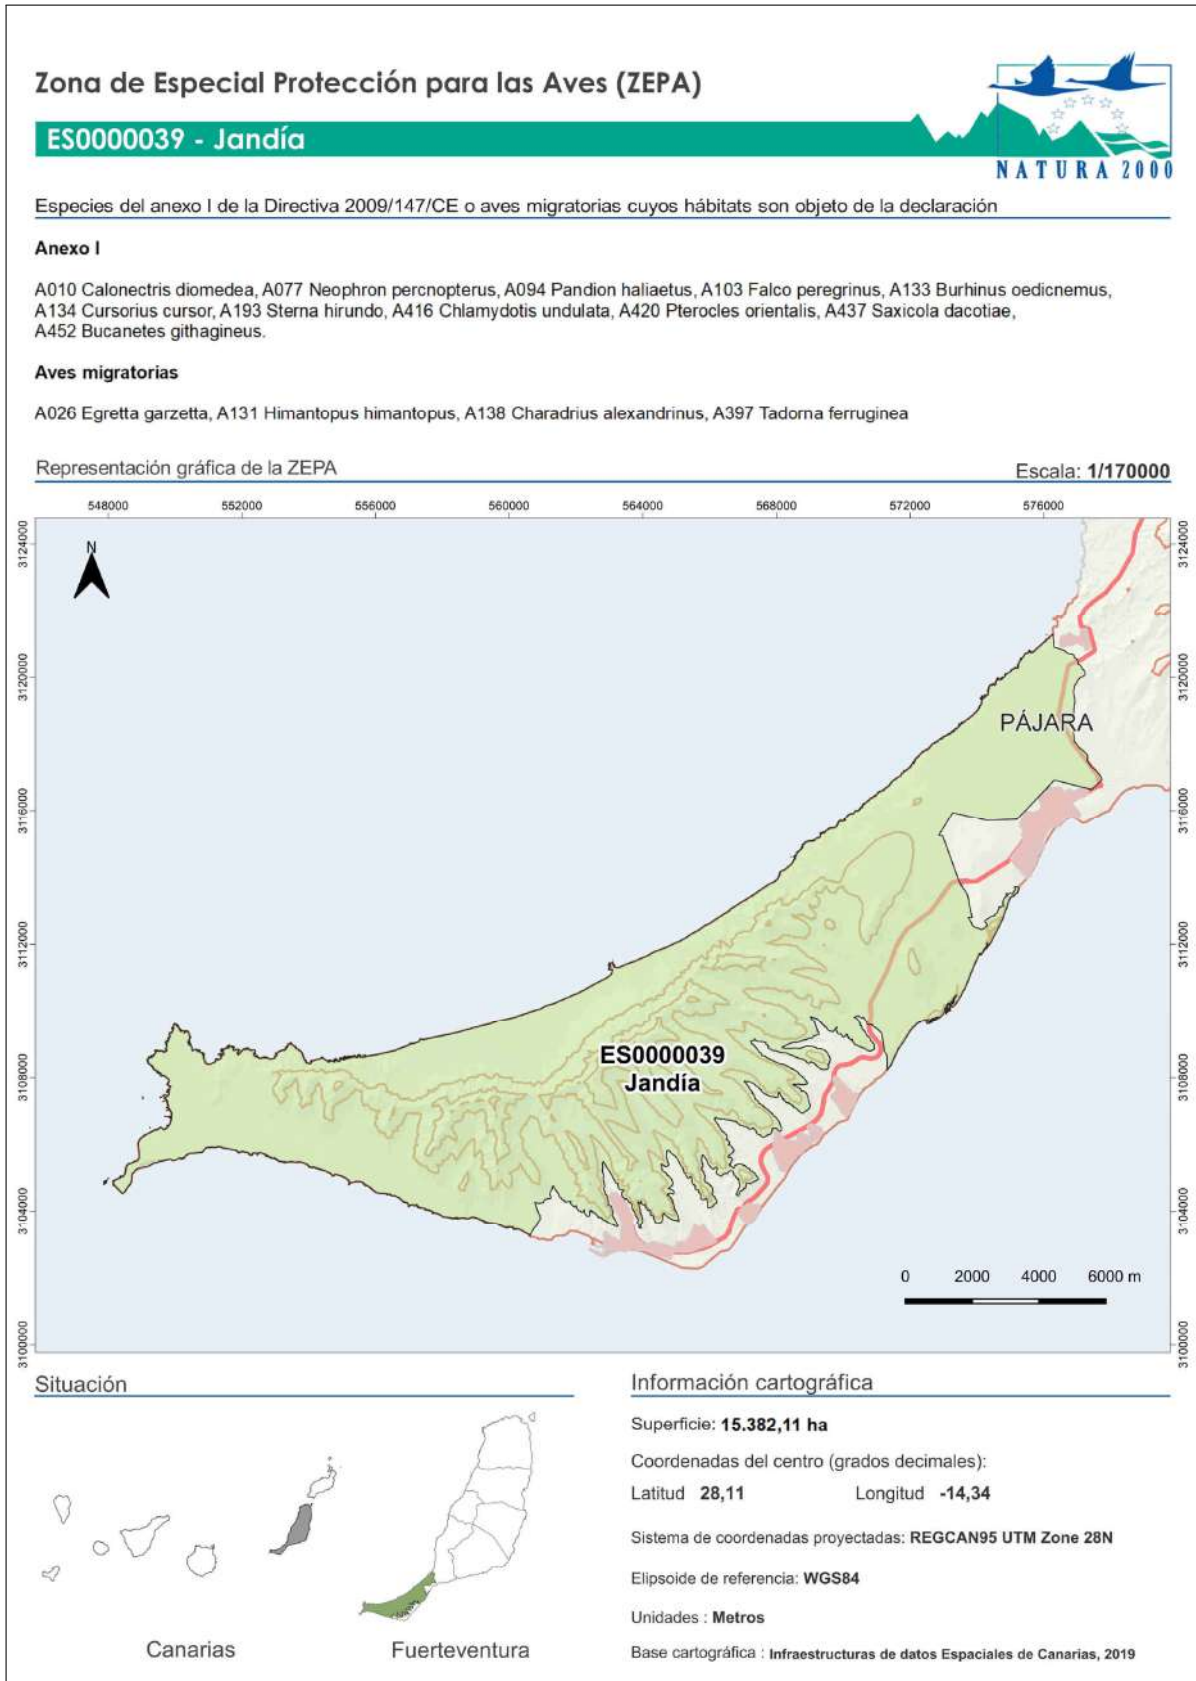 Zona de Especial Protección para las Aves (ZEPA)
ES0000039 - Jandía
NATURA 2000
Especies del anexo I de la Directiva 2009/147/CE o aves migratorias cuyos hábitats son objeto de la declaración
Anexo I
A010 Calonectris diomedea, A077 Neophron percnopterus, A094 Pandion haliaetus, A103 Falco peregrinus, A133 Burhinus oedicnemus,
A134 Cursorius cursor, A193 Sterna hirundo, A416 Chlamydotis undulata, A420 Pterocles orientalis, A437 Saxicola dacotiae,
A452 Bucanetes githagineus.
Aves migratorias
A026 Egretta garzetta, A131 Himantopus himantopus, A138 Charadrius alexandrinus, A397 Tadorna ferruginea
Representación gráfica de la ZEPA
Escala: 1/170000
548000 552000 556000 560000 564000 568000 572000 576000
3124000 3124000
N
3120000 3120000
PÁJARA
3116000 3116000
3112000 3112000
ES0000039
Jandía
3108000 3108000
3104000 3104000
0 2000 4000 6000 m
3100000 3100000
Situación
Canarias
Fuerteventura
Información cartográfica
Superficie: 15.382,11 ha
Coordenadas del centro (grados decimales):
Latitud 28,11 Longitud -14,34
Sistema de coordenadas proyectadas: REGCAN95 UTM Zone 28N
Elipsoide de referencia: WGS84
Unidades : Metros
Base cartográfica : Infraestructuras de datos Espaciales de Canarias, 2019